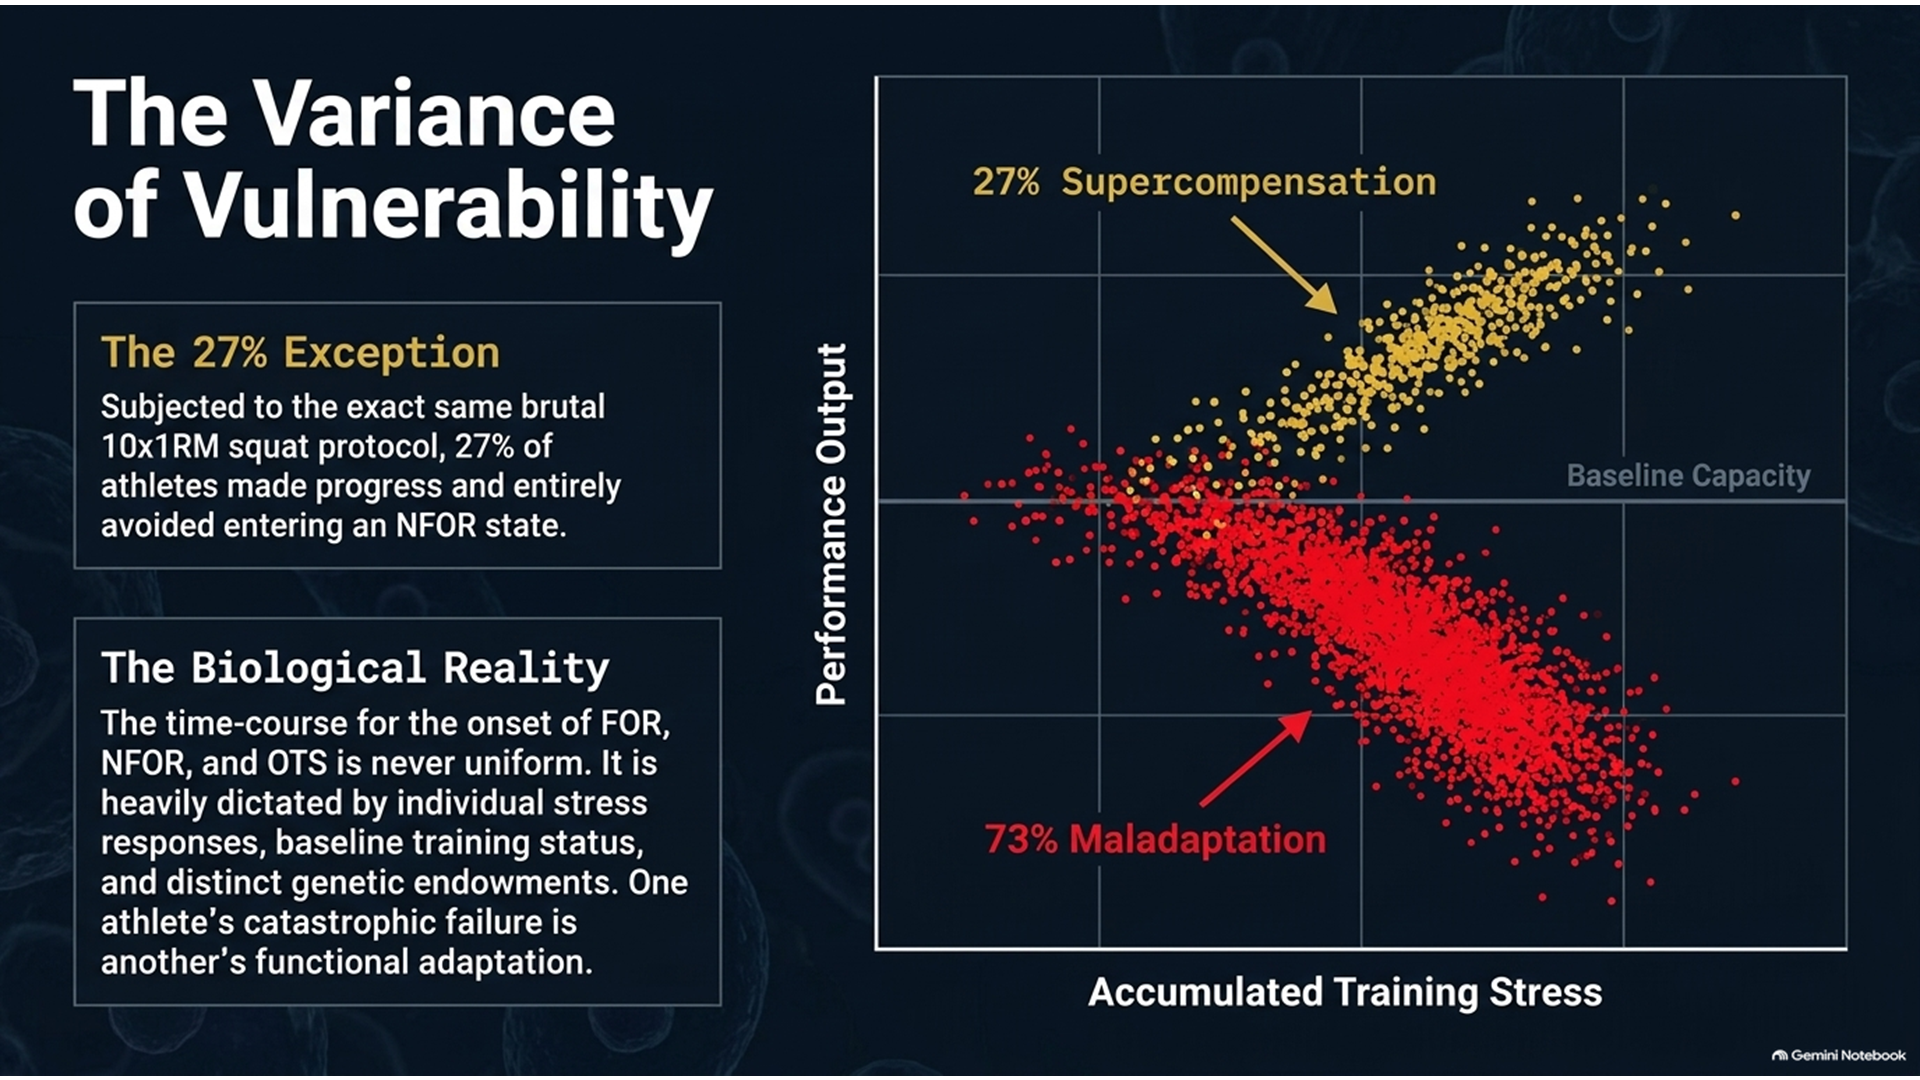 The Variance
of Vulnerability
The 27% Exception
Subjected to the exact same brutal
10x1RM squat protocol, 27% of
athletes made progress and entirely
avoided entering an NFOR state.
The Biological Reality
The time-course for the onset of FOR,
NFOR, and OTS is never uniform. It is
heavily dictated by individual stress
responses, baseline training status,
and distinct genetic endowments. One
athlete's catastrophic failure is
another's functional adaptation.
Performance Output
27% Supercompensation
Baseline Capacity
73% Maladaptation
Accumulated Training Stress
Gemini Notebook